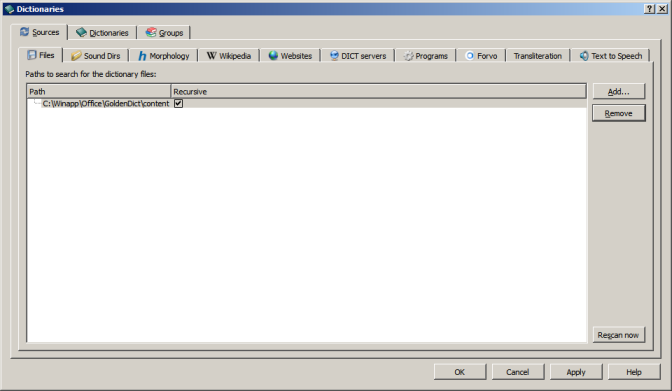 Dictionaries
Sources Dictionaries Groups
Files Sound Dirs Morphology Wikipedia Websites DICT servers Programs Forvo Transliteration Text to Speech
Paths to search for the dictionary files:
Path Recursive
C:\Winapp\Office\GoldenDict\content
Add...
Remove
Rescan now
OK Cancel Apply Help